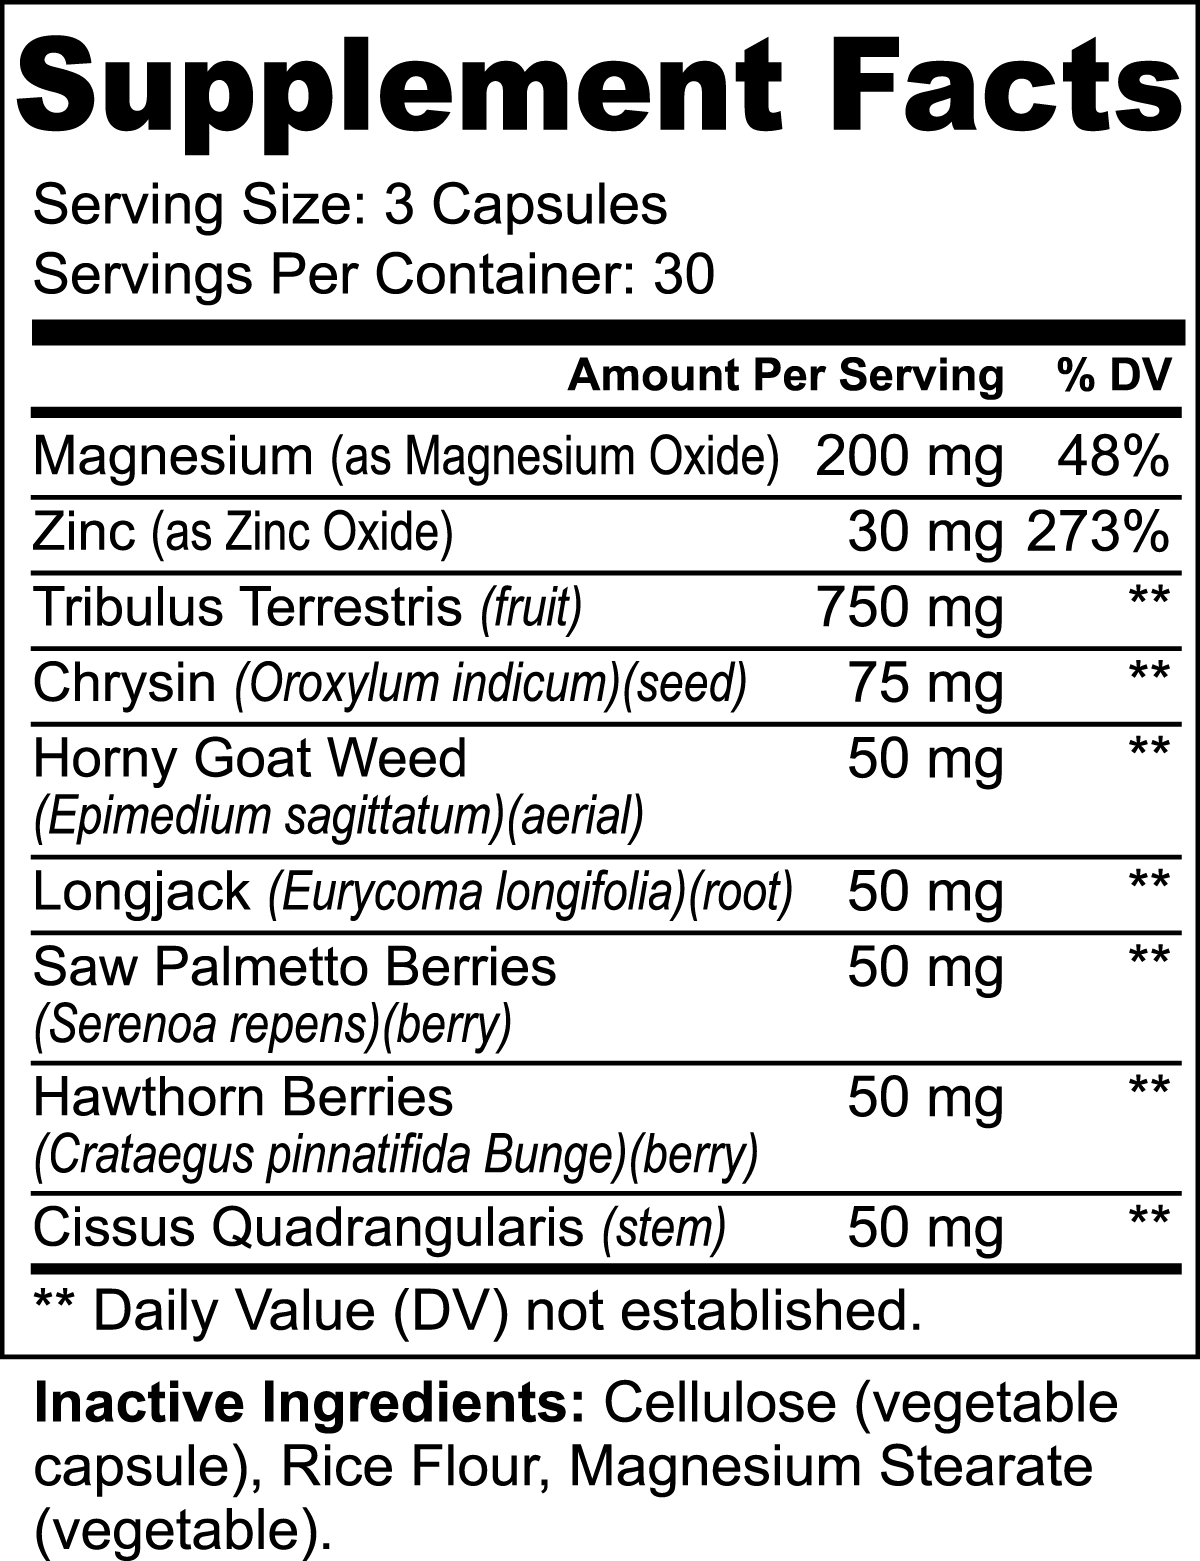 Supplement Facts
Serving Size: 3 Capsules
Servings Per Container: 30
Amount Per Serving % DV
Magnesium (as Magnesium Oxide) 200 mg 48%
Zinc (as Zinc Oxide) 30 mg 273%
Tribulus Terrestris (fruit) 750 mg **
Chrysin (Oroxylum indicum)(seed) 75 mg **
Horny Goat Weed 50 mg **
(Epimedium sagittatum)(aerial)
Longjack (Eurycoma longifolia)(root) 50 mg **
Saw Palmetto Berries 50 mg **
(Serenoa repens)(berry)
Hawthorn Berries 50 mg **
(Crataegus pinnatifida Bunge)(berry)
Cissus Quadrangularis (stem) 50 mg **
** Daily Value (DV) not established.
Inactive Ingredients: Cellulose (vegetable
capsule), Rice Flour, Magnesium Stearate
(vegetable).